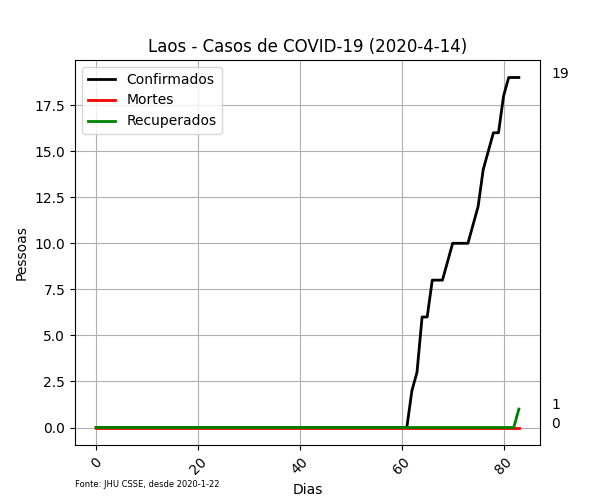 Laos - Casos de COVID-19 (2020-4-14)
Confirmados
Mortes
Recuperados
19
17.5
15.0
12.5
10.0
7.5
5.0
2.5
0.0
1
0
Pessoas
0
20
40
60
80
Dias
Fonte: JHU CSSE, desde 2020-1-22